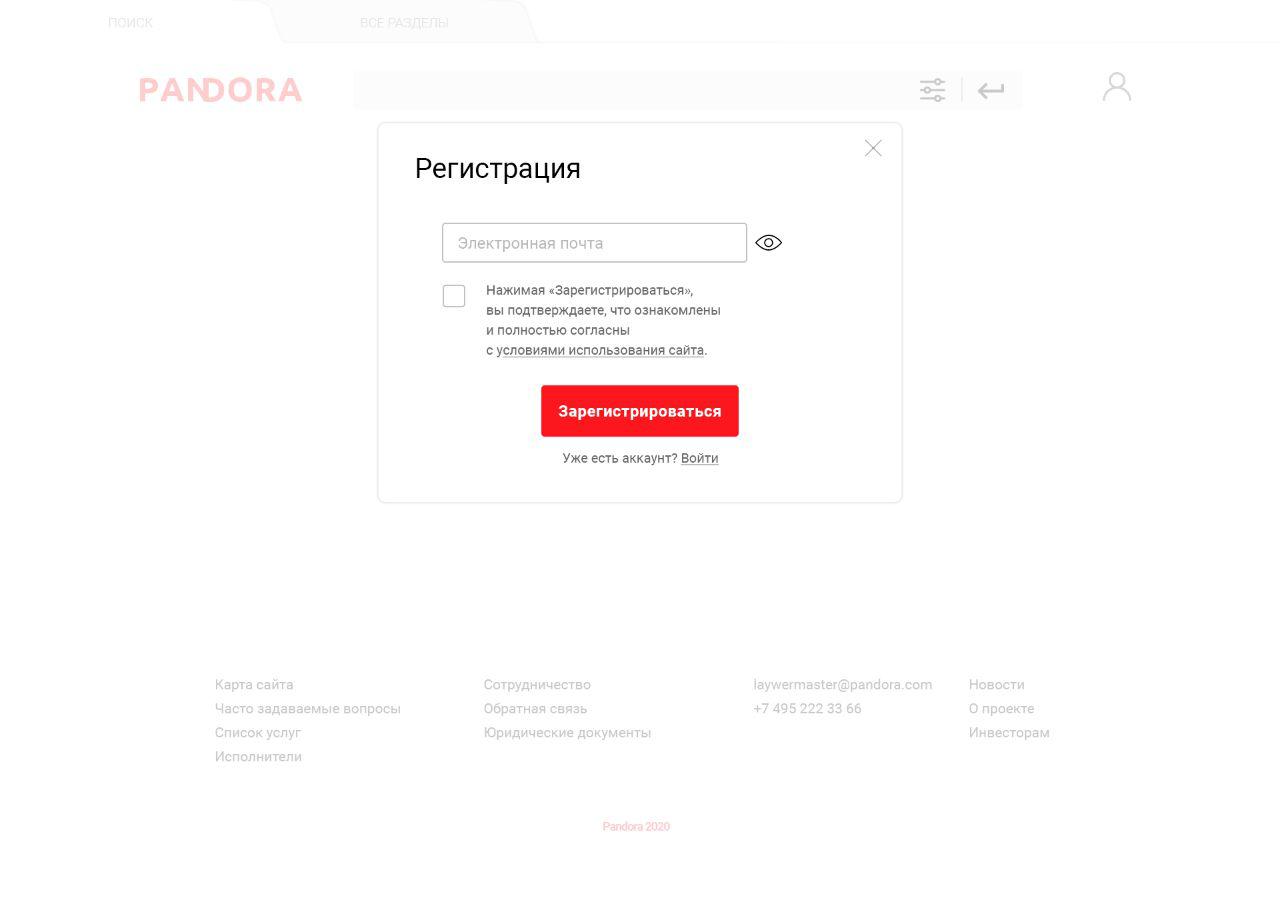 ПОИСК
ВСЕ РАЗДЕЛЫ
PANDORA
Регистрация
Электронная почта
Нажимая «Зарегистрироваться»,
вы подтверждаете, что ознакомлены
и полностью согласны
с условиями использования сайта.
Зарегистрироваться
Уже есть аккаунт? Войти
Карта сайта
Часто задаваемые вопросы
Список услуг
Исполнители
Сотрудничество
Обратная связь
Юридические документы
laywermaster@pandora.com
+7 495 222 33 66
Новости
О проекте
Инвесторам
Pandora 2020